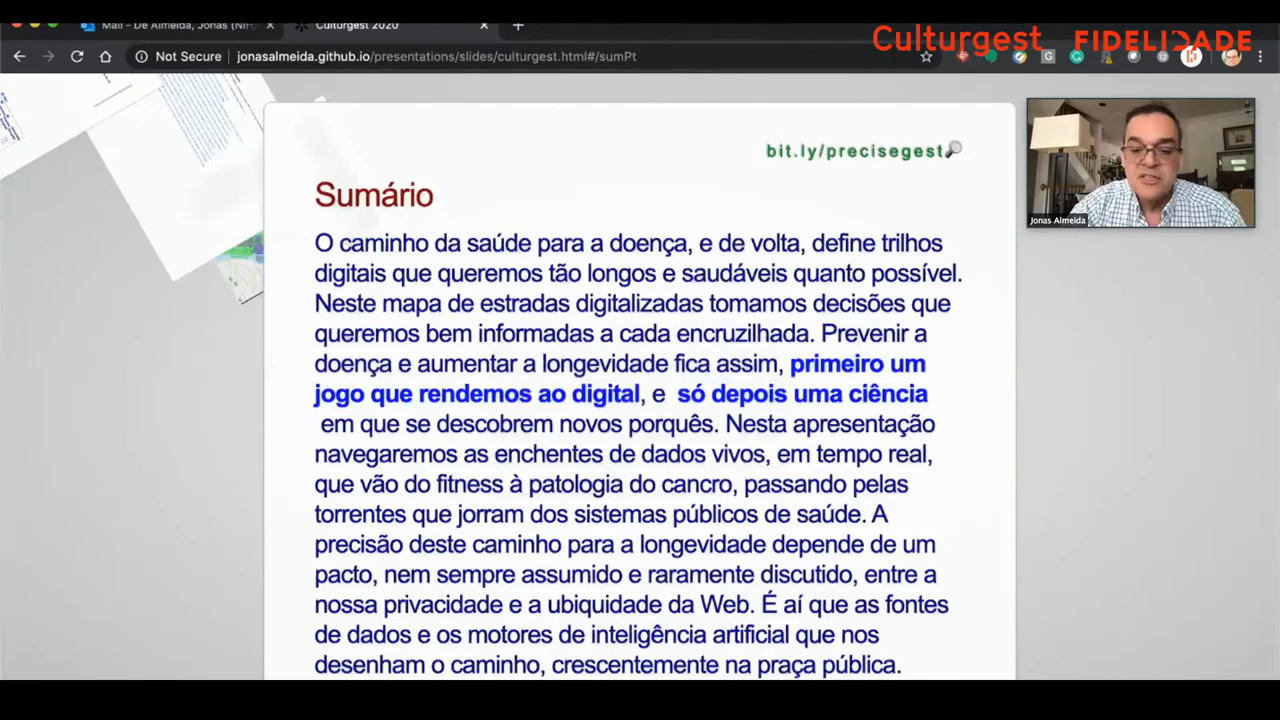 Mail - De Almeida, Jonas (NIH
Culturgest 2020
Culturgest FIDELIDADE
Not Secure jonasalmeida.github.io/presentations/slides/culturgest.html#/sumPt
bit.ly/precisegest
Jonas Almeida
Sumário
O caminho da saúde para a doença, e de volta, define trilhos
digitais que queremos tão longos e saudáveis quanto possível.
Neste mapa de estradas digitalizadas tomamos decisões que
queremos bem informadas a cada encruzilhada. Prevenir a
doença e aumentar a longevidade fica assim, primeiro um
jogo que rendemos ao digital, e só depois uma ciência
em que se descobrem novos porquês. Nesta apresentação
navegaremos as enchentes de dados vivos, em tempo real,
que vão do fitness à patologia do cancro, passando pelas
torrentes que jorram dos sistemas públicos de saúde. A
precisão deste caminho para a longevidade depende de um
pacto, nem sempre assumido e raramente discutido, entre a
nossa privacidade e a ubiquidade da Web. É aí que as fontes
de dados e os motores de inteligência artificial que nos
desenham o caminho, crescentemente na praça pública.